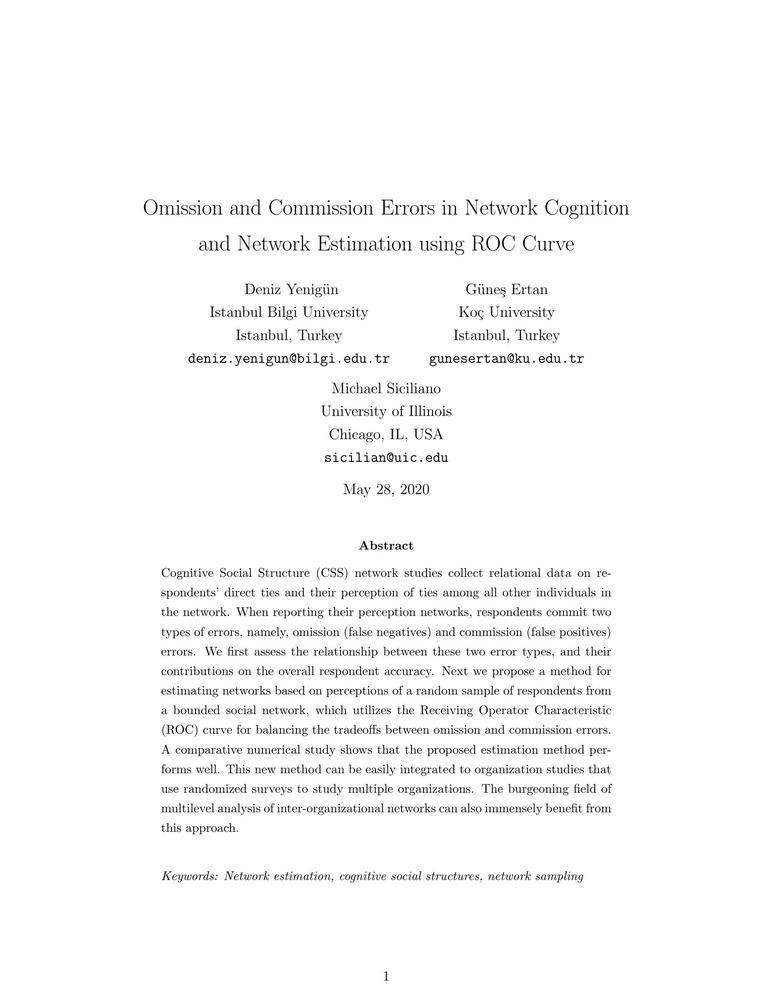 Omission and Commission Errors in Network Cognition
and Network Estimation using ROC Curve
Deniz Yenigün
Istanbul Bilgi University
Istanbul, Turkey
deniz.yenigun@bilgi.edu.tr
Güneş Ertan
Koç University
Istanbul, Turkey
gunesertan@ku.edu.tr
Michael Siciliano
University of Illinois
Chicago, IL, USA
sicilian@uic.edu
May 28, 2020
Abstract
Cognitive Social Structure (CSS) network studies collect relational data on re-
spondents' direct ties and their perception of ties among all other individuals in
the network. When reporting their perception networks, respondents commit two
types of errors, namely, omission (false negatives) and commission (false positives)
errors. We first assess the relationship between these two error types, and their
contributions on the overall respondent accuracy. Next we propose a method for
estimating networks based on perceptions of a random sample of respondents from
a bounded social network, which utilizes the Receiving Operator Characteristic
(ROC) curve for balancing the tradeoffs between omission and commission errors.
A comparative numerical study shows that the proposed estimation method per-
forms well. This new method can be easily integrated to organization studies that
use randomized surveys to study multiple organizations. The burgeoning field of
multilevel analysis of inter-organizational networks can also immensely benefit from
this approach.
Keywords: Network estimation, cognitive social structures, network sampling
1